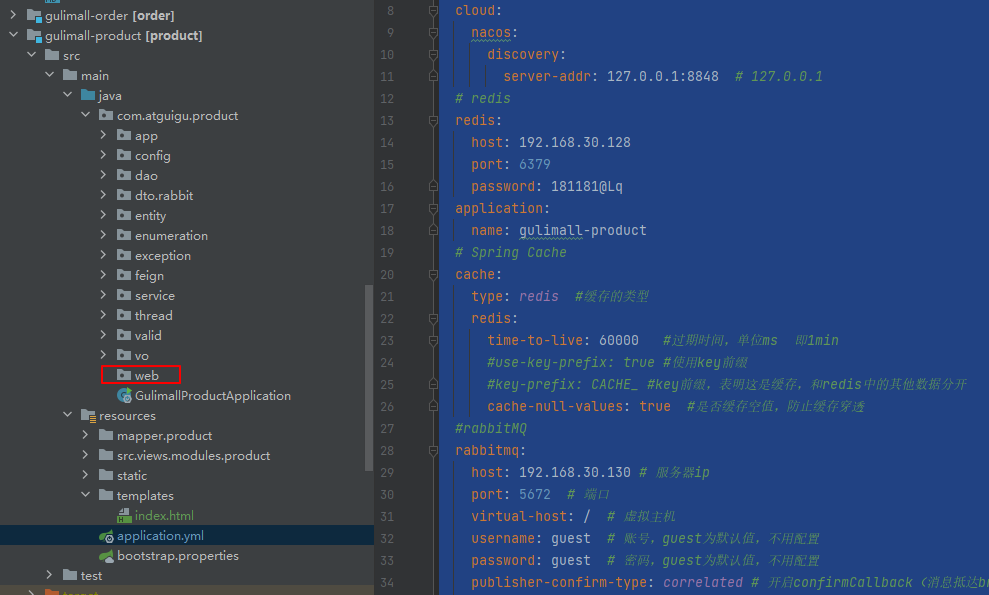 gulimall-order [order]
gulimall-product [product]
src
main
java
com.atguigu.product
app
config
dao
dto.rabbit
entity
enumeration
exception
feign
service
thread
valid
vo
web
GulimallProductApplication
resources
mapper.product
src.views.modules.product
static
templates
index.html
application.yml
bootstrap.properties
test
8 cloud:
9 nacos:
10 discovery:
11 server-addr: 127.0.0.1:8848 # 127.0.0.1
12 # redis
13 redis:
14 host: 192.168.30.128
15 port: 6379
16 password: 181181@Lq
17 application:
18 name: gulimall-product
19 # Spring Cache
20 cache:
21 type: redis #缓存的类型
22 redis:
23 time-to-live: 60000 #过期时间，单位ms 即1min
24 #use-key-prefix: true #使用key前缀
25 #key-prefix: CACHE_ #key前缀，表明这是缓存，和redis中的其他数据分开
26 cache-null-values: true #是否缓存空值，防止缓存穿透
27 #rabbitMQ
28 rabbitmq:
29 host: 192.168.30.130 # 服务器ip
30 port: 5672 # 端口
31 virtual-host: / # 虚拟主机
32 username: guest # 账号，guest为默认值，不用配置
33 password: guest # 密码，guest为默认值，不用配置
34 publisher-confirm-type: correlated # 开启confirmCallback（消息抵达b